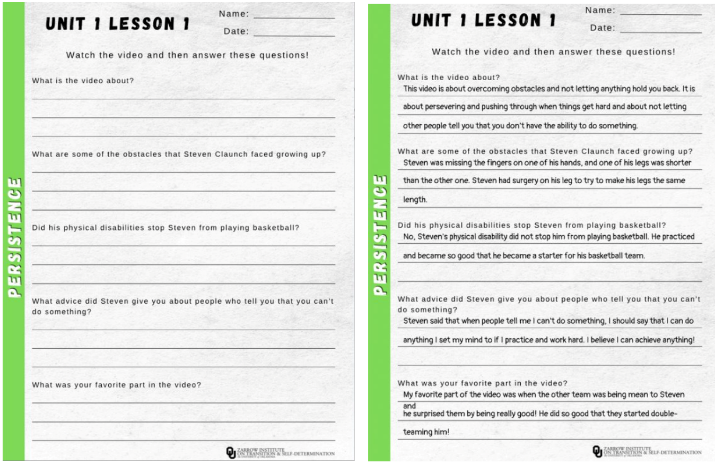 UNIT 1 LESSON 1
Name:
Date:
Watch the video and then answer these questions!
What is the video about?
What are some of the obstacles that Steven Claunch faced growing up?
Did his physical disabilities stop Steven from playing basketball?
What advice did Steven give you about people who tell you that you can't
do something?
What was your favorite part in the video?
PERSISTENCE
ZARROW INSTITUTE
ON TRANSITION & SELF-DETERMINATION
UNIT 1 LESSON 1
Name:
Date:
Watch the video and then answer these questions!
What is the video about?
This video is about overcoming obstacles and not letting anything hold you back. It is
about persevering and pushing through when things get hard and about not letting
other people tell you that you don't have the ability to do something.
What are some of the obstacles that Steven Claunch faced growing up?
Steven was missing the fingers on one of his hands, and one of his legs was shorter
than the other one. Steven had surgery on his leg to try to make his legs the same
length.
Did his physical disabilities stop Steven from playing basketball?
No, Steven's physical disability did not stop him from playing basketball. He practiced
and became so good that he became a starter for his basketball team.
What advice did Steven give you about people who tell you that you can't
do something?
Steven said that when people tell me I can't do something, I should say that I can do
anything I set my mind to if I practice and work hard. I believe I can achieve anything!
What was your favorite part in the video?
My favorite part of the video was when the other team was being mean to Steven
and
he surprised them by being really good! He did so good that they started double-
teaming him!
PERSISTENCE
ZARROW INSTITUTE
ON TRANSITION & SELF-DETERMINATION